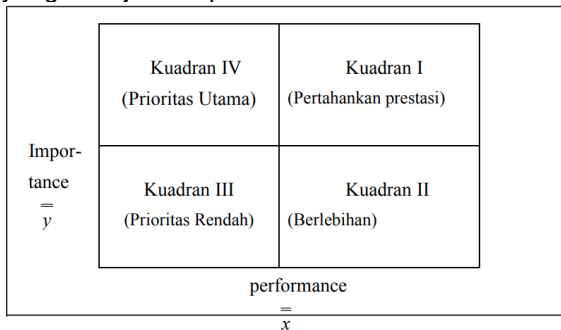 Kuadran IV
(Prioritas Utama)
Kuadran I
(Pertahankan prestasi)
Impor-
tance
y
Kuadran III
(Prioritas Rendah)
Kuadran II
(Berlebihan)
performance
x